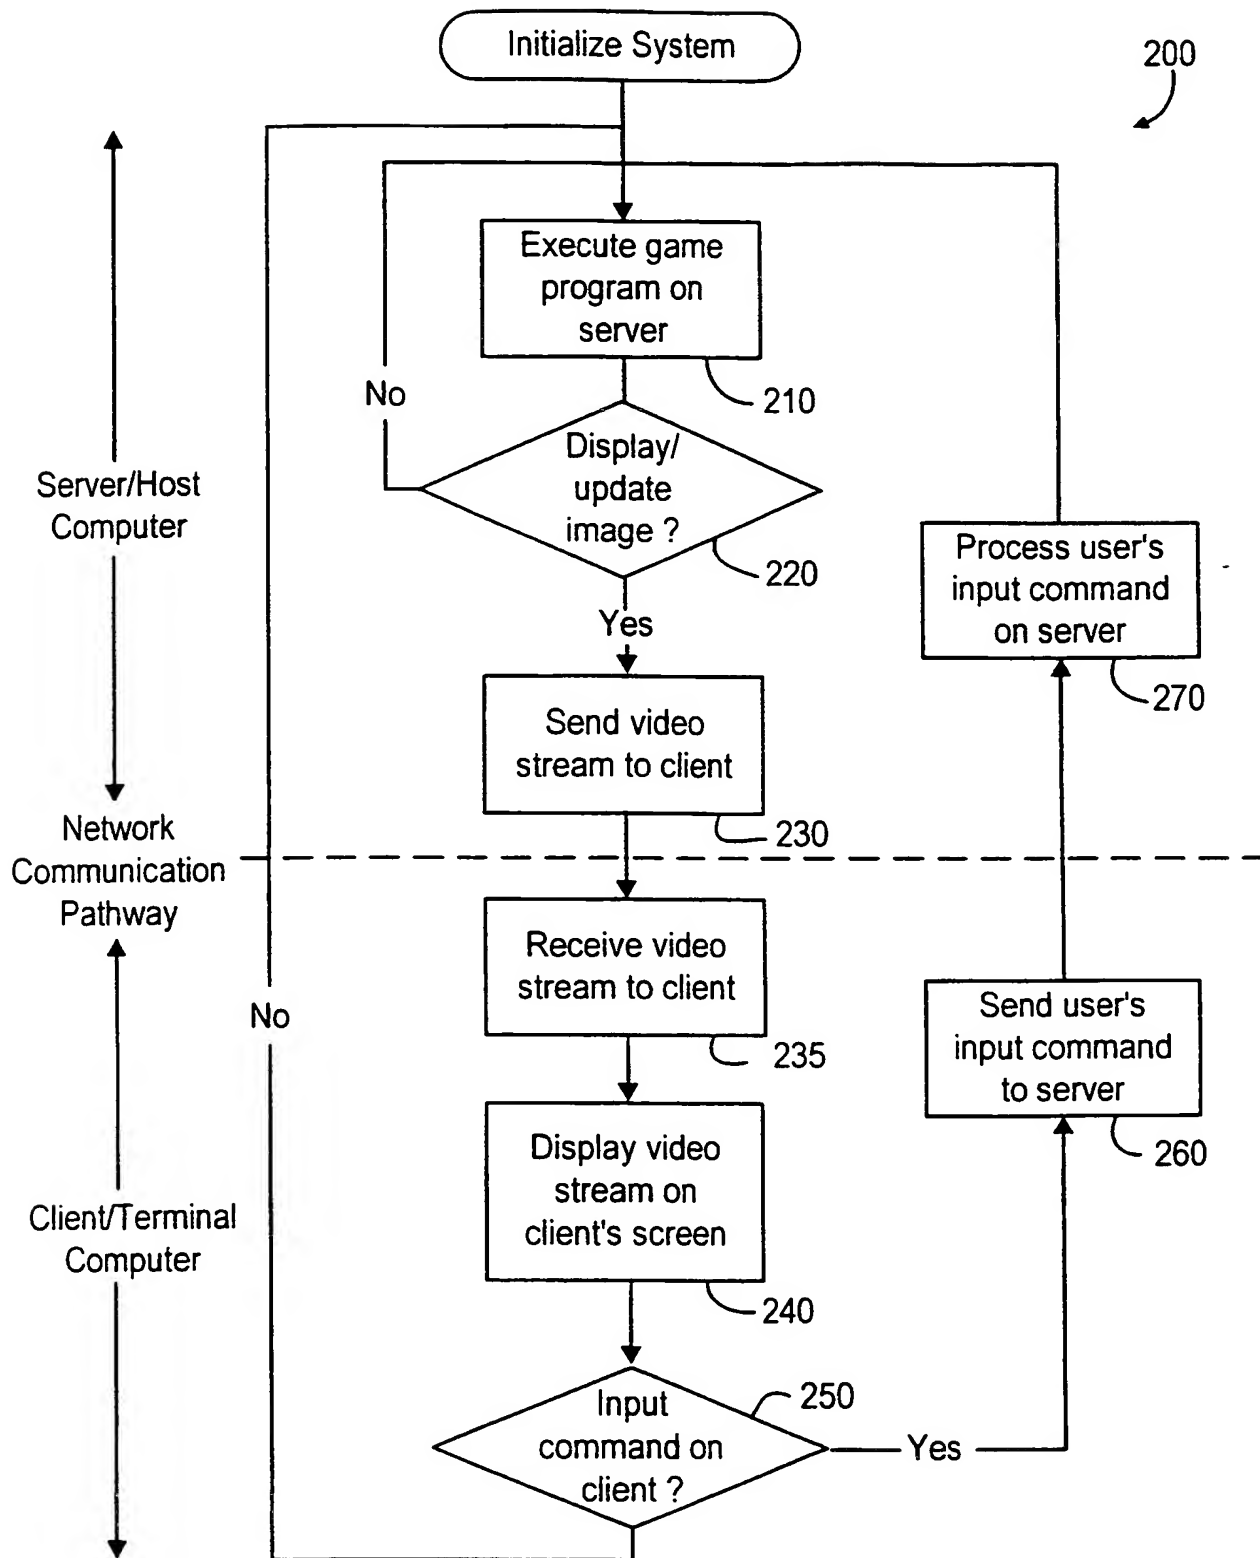 Initialize System
200
Execute game
program on
server
210
No
Display/
update
image ?
220
Server/Host
Computer
Yes
Process user's
input command
on server
270
Send video
stream to client
230
Network
Communication
Pathway
Receive video
stream to client
235
No
Send user's
input command
to server
260
Display video
stream on
client's screen
240
Client/Terminal
Computer
Input
command on
client ?
250
Yes